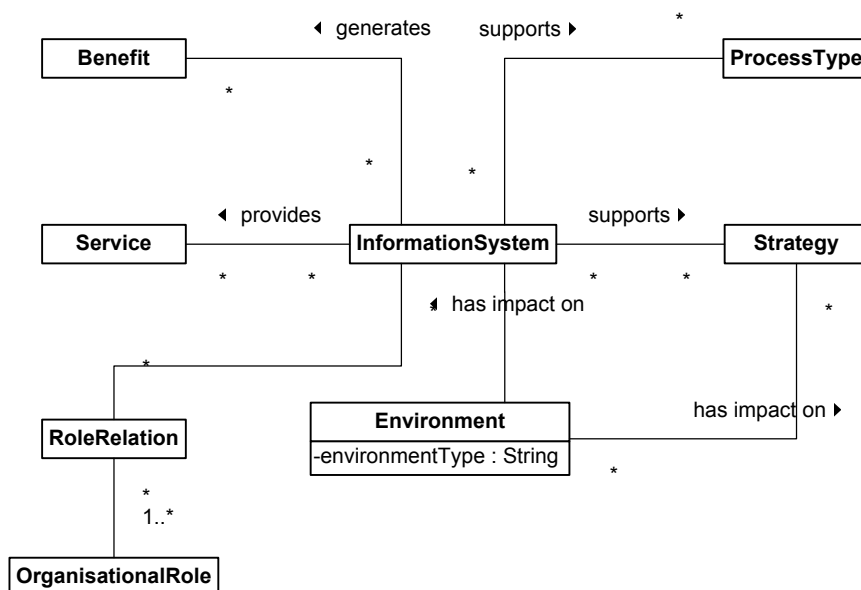 ◄ generates
supports ►
*
Benefit
ProcessType
*
*
*
◄ provides
supports ►
Service
InformationSystem
Strategy
*
*
*
*
*
◄ has impact on
*
*
Environment
has impact on ►
RoleRelation
-environmentType : String
*
*
1..*
OrganisationalRole